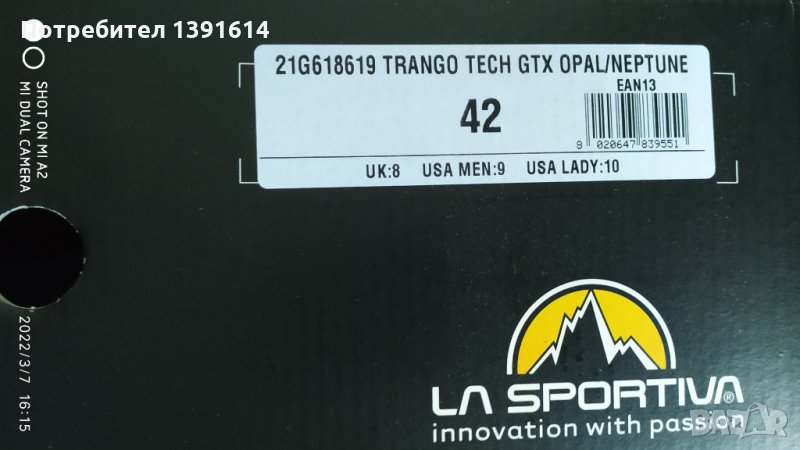 Потребител 1391614
21G618619 TRANGO TECH GTX OPAL/NEPTUNE
EAN13
42
8 020647 839551
UK:8 USA MEN:9 USA LADY:10
SHOT ON MI A2
MI DUAL CAMERA
2022/3/7 16:15
LA SPORTIVA®
innovation with passion
BAZAR